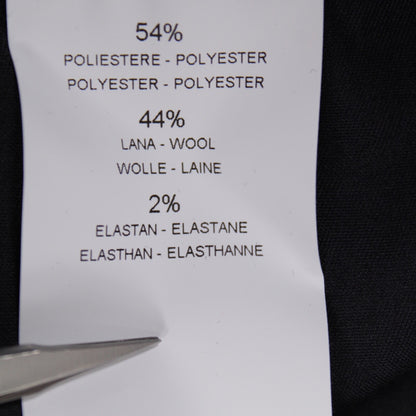 54%
POLIESTERE - POLYESTER
POLYESTER - POLYESTER
44%
LANA - WOOL
WOLLE - LAINE
2%
ELASTAN - ELASTANE
ELASTHAN - ELASTHANNE